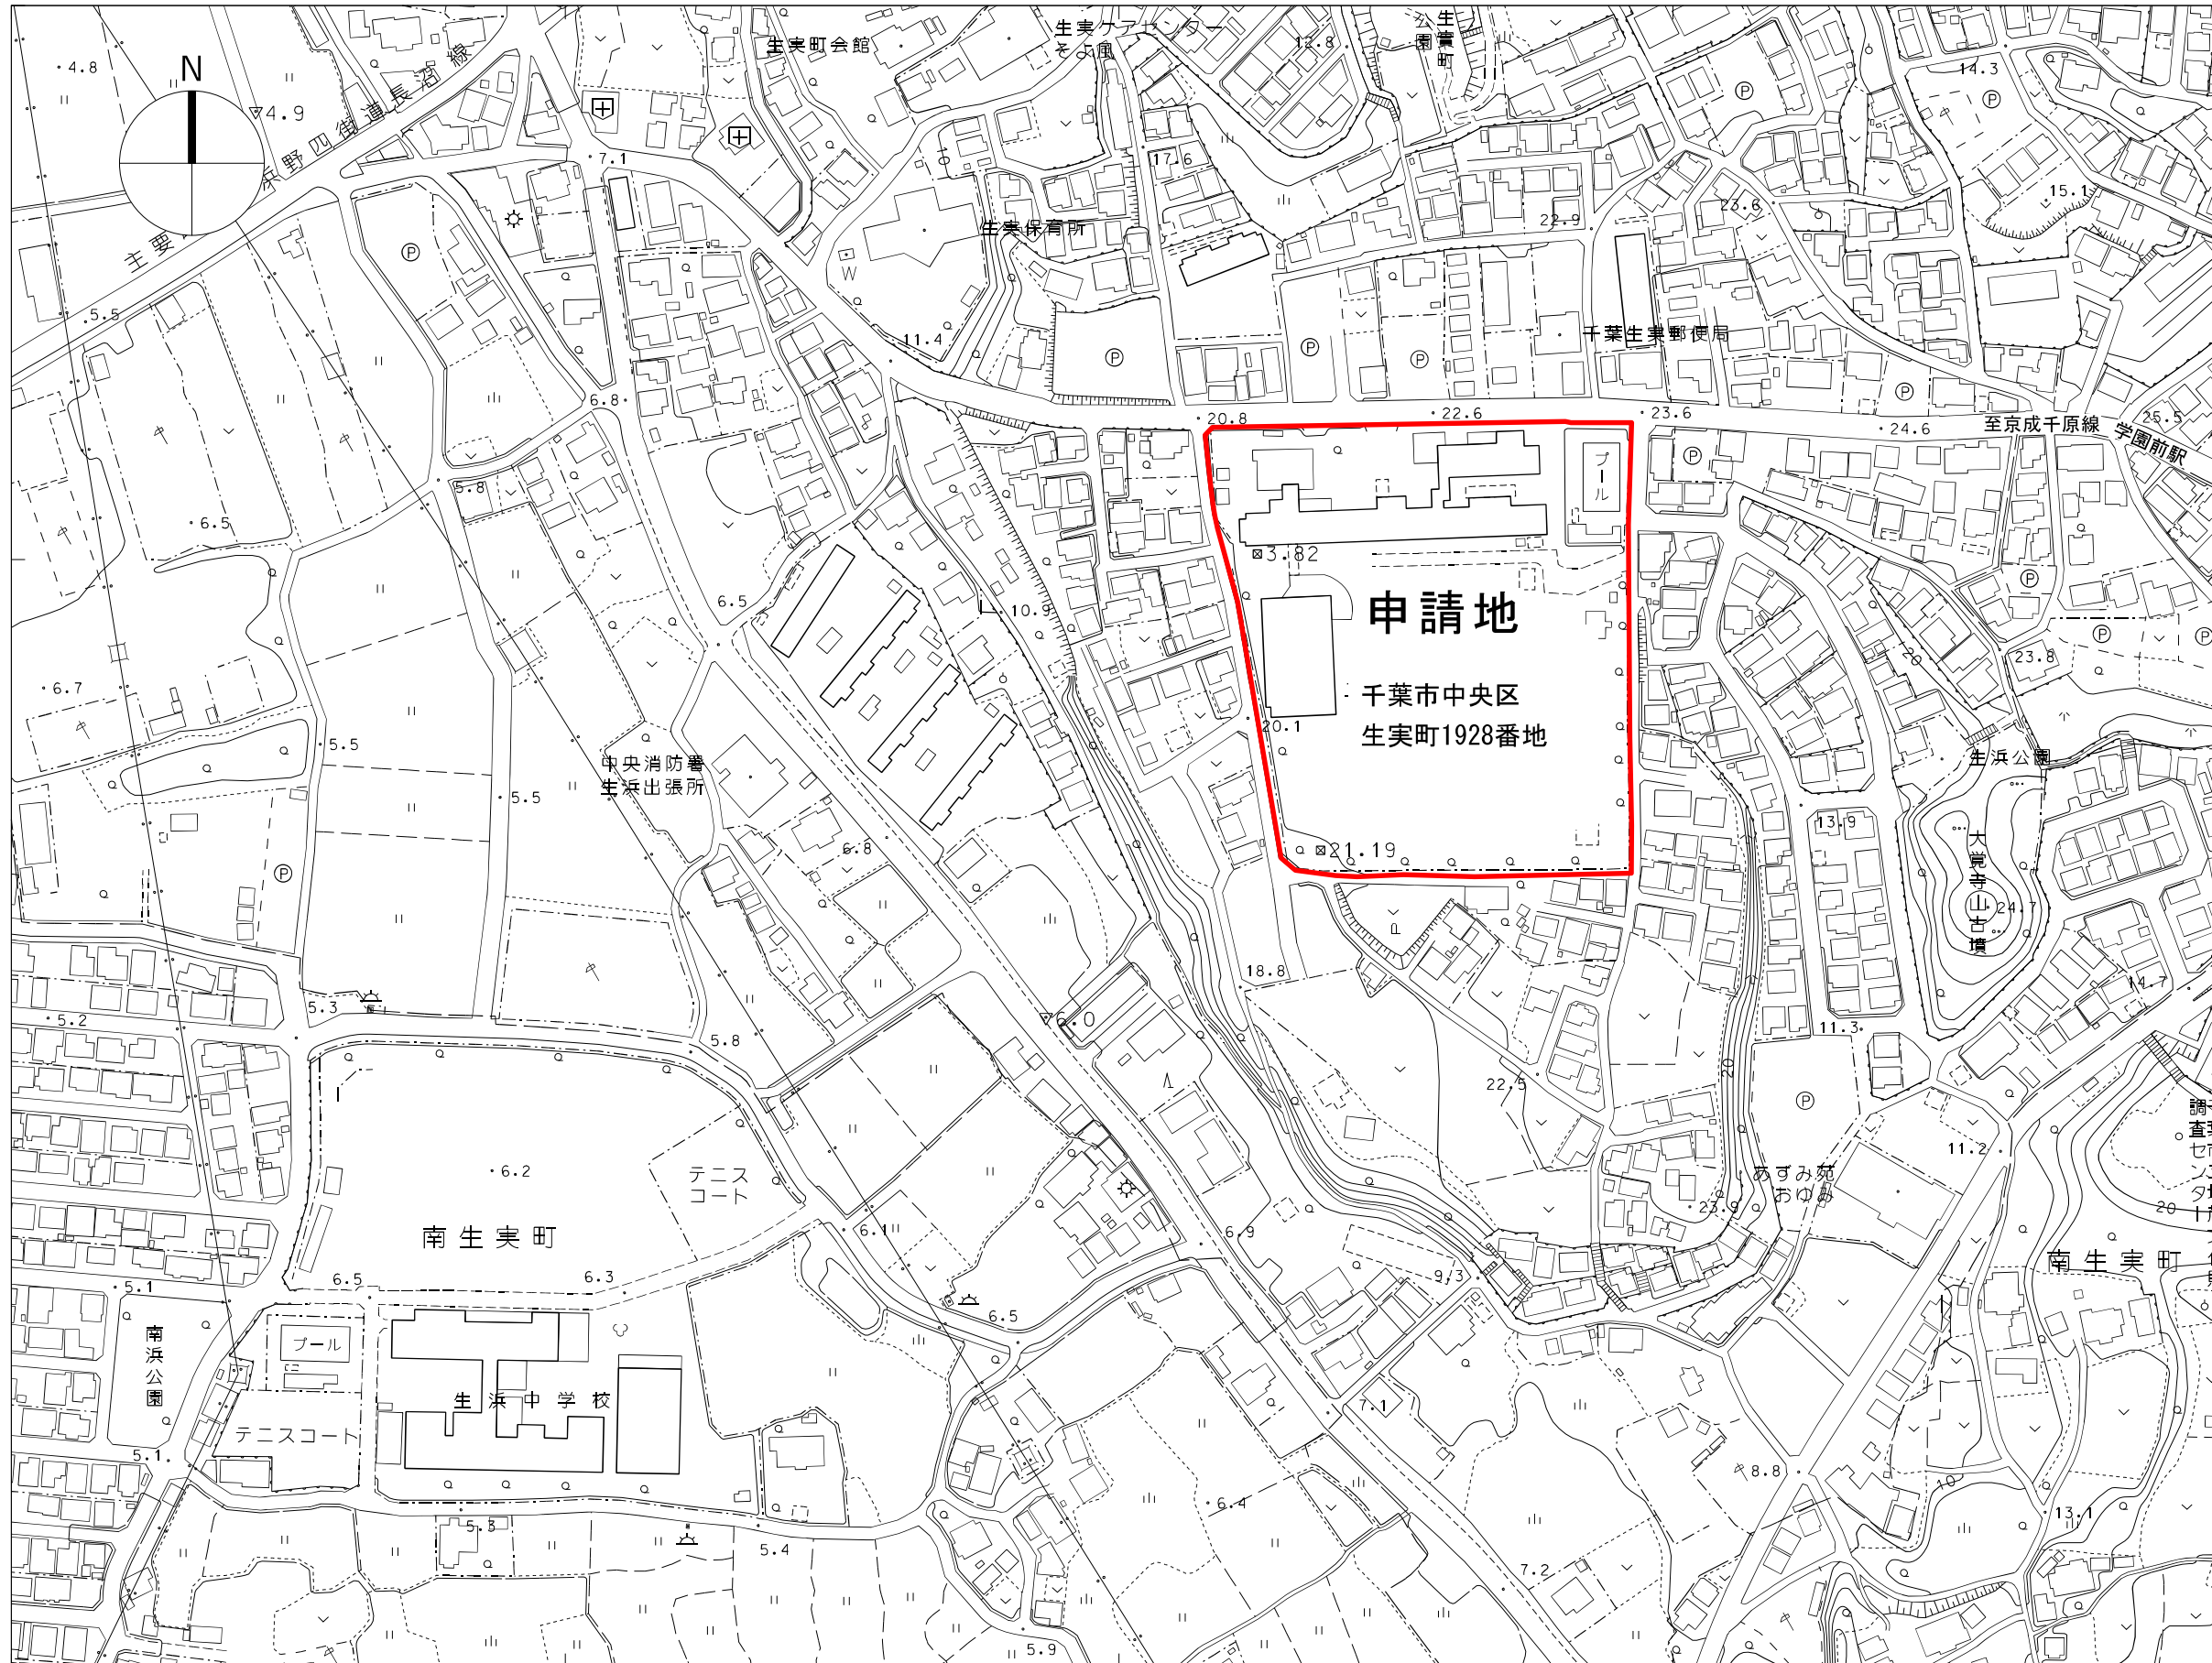 生実町会館
生実ケアセンター
そよ風
12.8
公園
生實町
14.3
4.8
N
4.9
主要
浜野四街道長沼線
7.1
10
17.6
15.1
生実保育所
22.9
23.6
W
P
P
P
P
P
P
P
5.5
11.4
千葉生実郵便局
6.8
20.8
22.6
23.6
24.6
至京成千原線
学園前駅
25.5
P
プール
5.8
6.5
3.82
6.5
10.9
申請地
P
P
P
20
23.8
6.7
千葉市中央区
生実町1928番地
20.1
5.5
中央消防署
生浜出張所
5.5
生浜公園
13.9
大覚寺山古墳
24.7
6.8
21.19
P
18.8
14.7
5.3
5.2
6.0
5.8
11.3
22.5
20
P
11.2
6.2
テニス
コート
あずみ苑
おゆみ
23.9
20
南生実町
6.1
6.9
南生実町
9.3
6.5
6.3
5.1
6.5
南浜公園
プール
生浜中学校
7.1
テニスコート
5.1
8.8
10
6.4
13.1
5.3
5.4
7.2
5.9